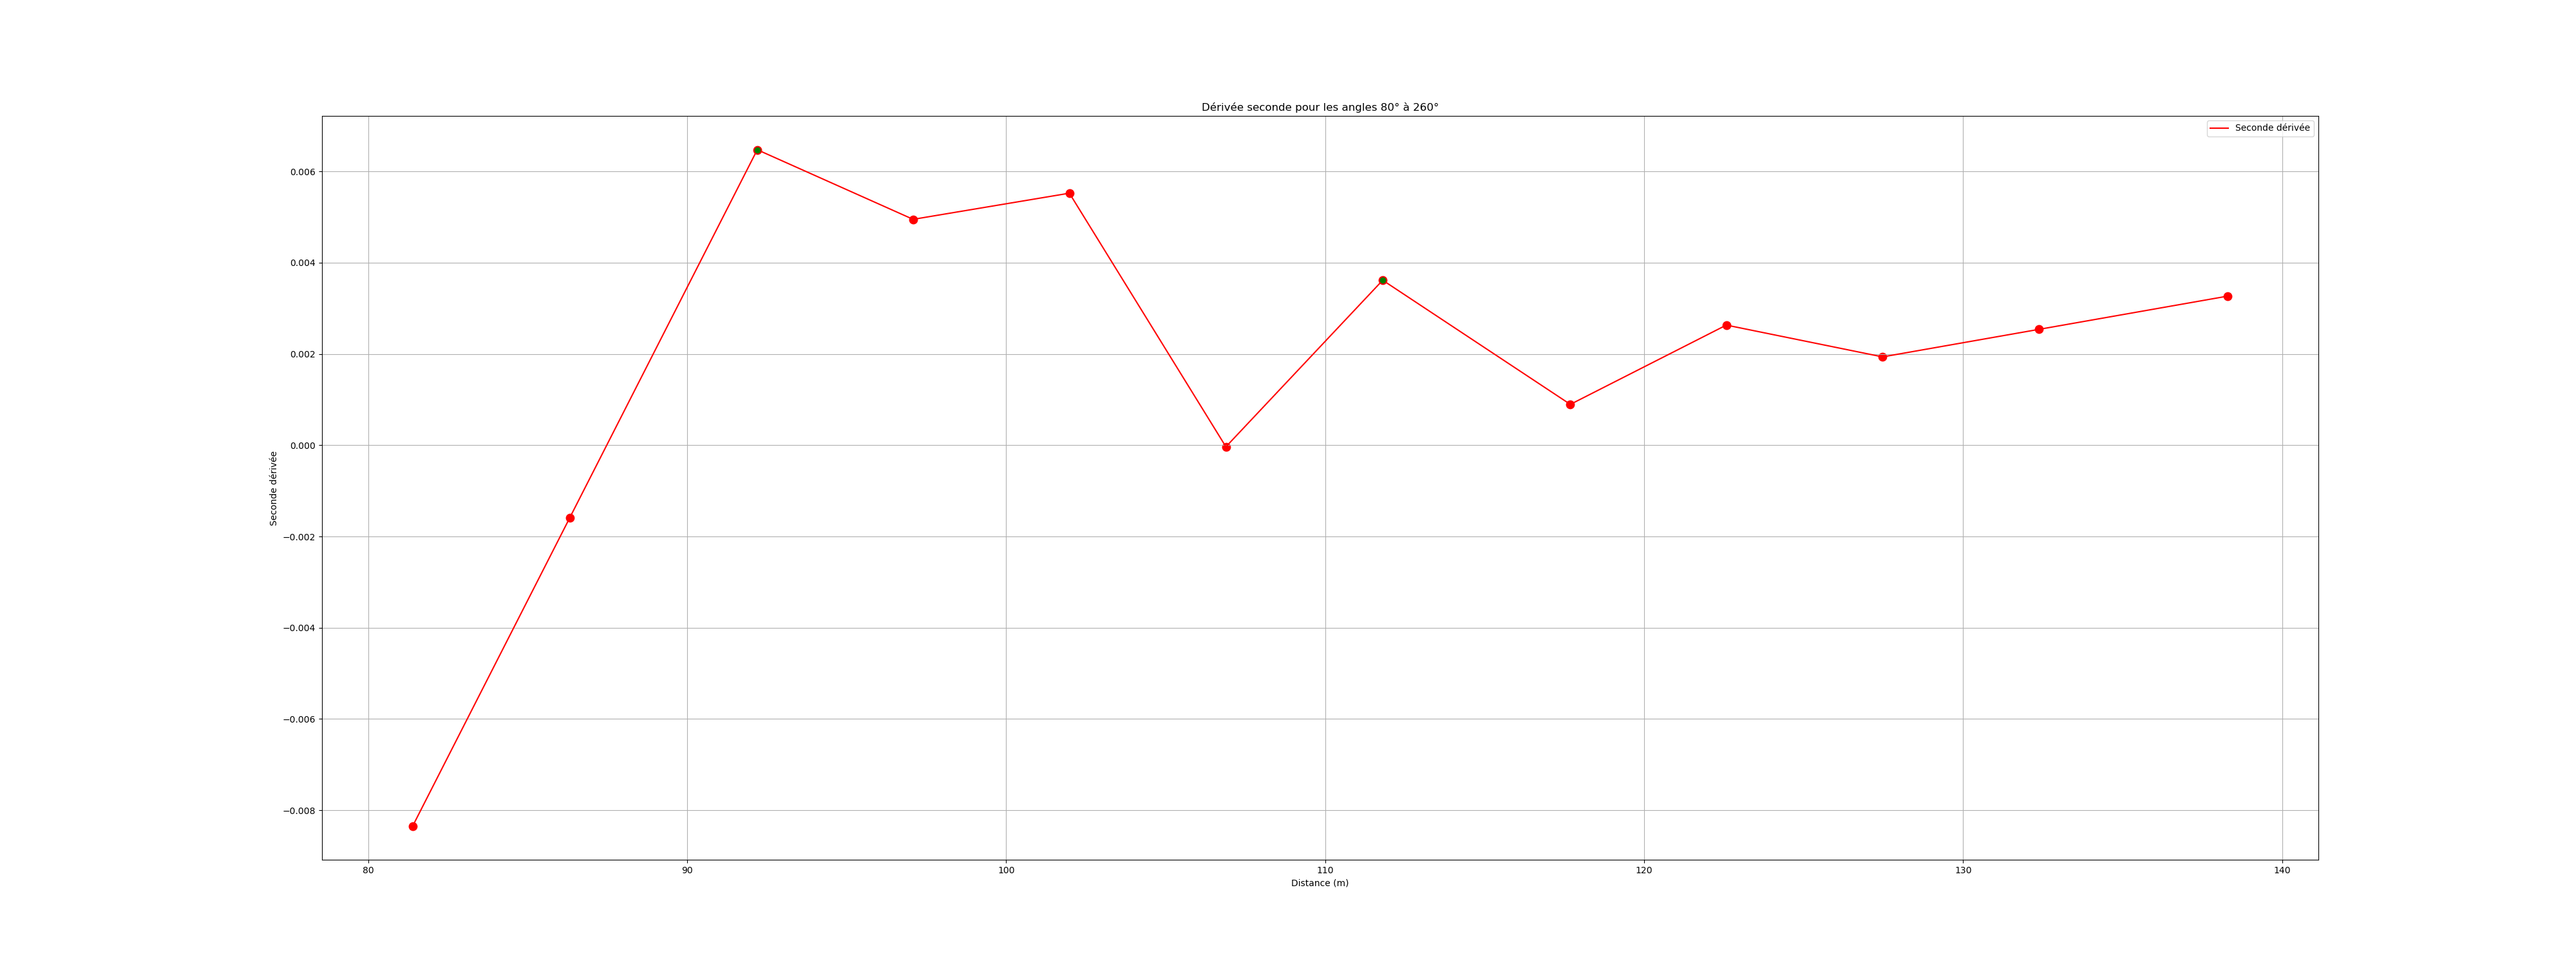 Dérivée seconde pour les angles 80° à 260°
Seconde dérivée
0.006
0.004
0.002
0.000
−0.002
−0.004
−0.006
−0.008
Seconde dérivée
80 90 100 110 120 130 140
Distance (m)